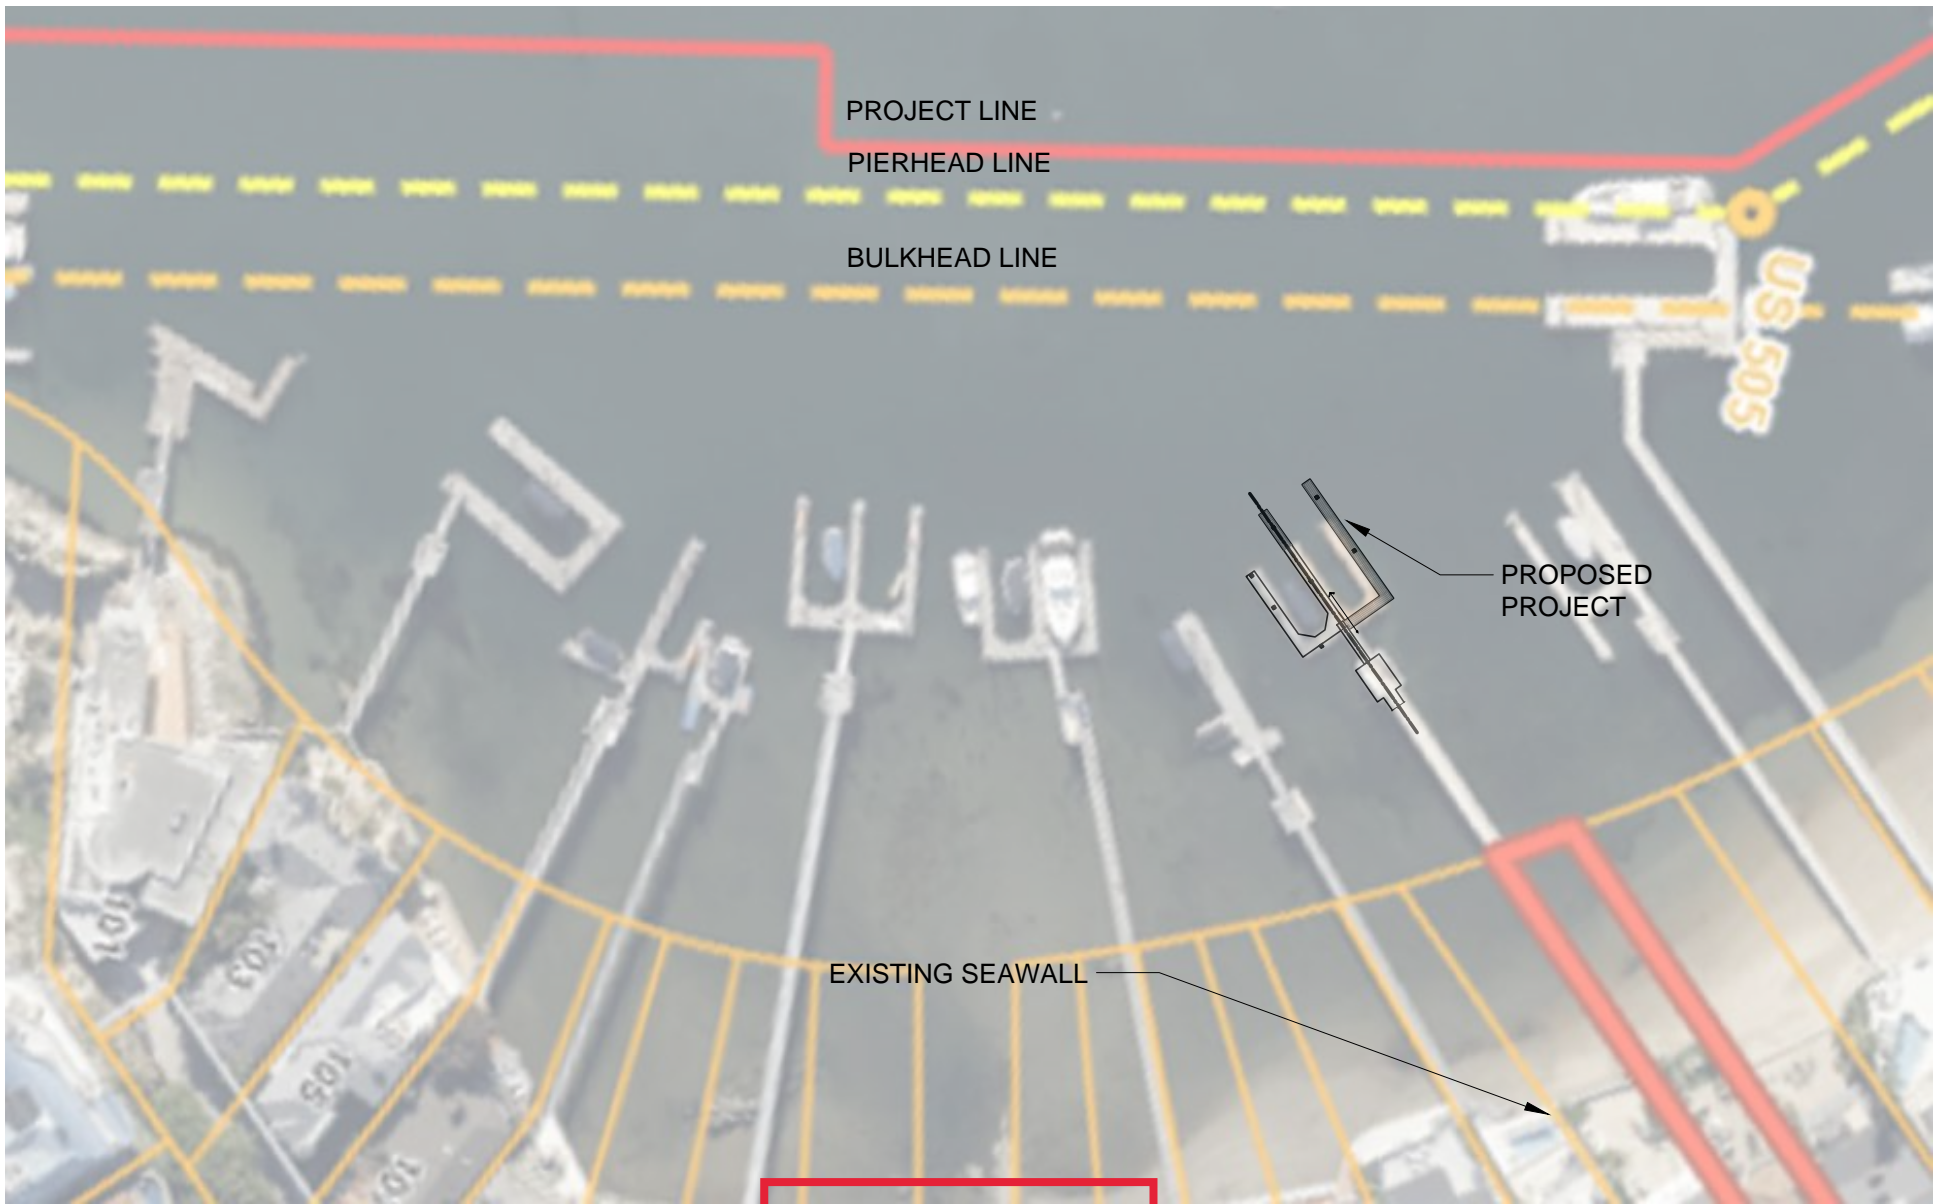 PROJECT LINE
PIERHEAD LINE
BULKHEAD LINE
US 505
PROPOSED
PROJECT
EXISTING SEAWALL
101
103
105